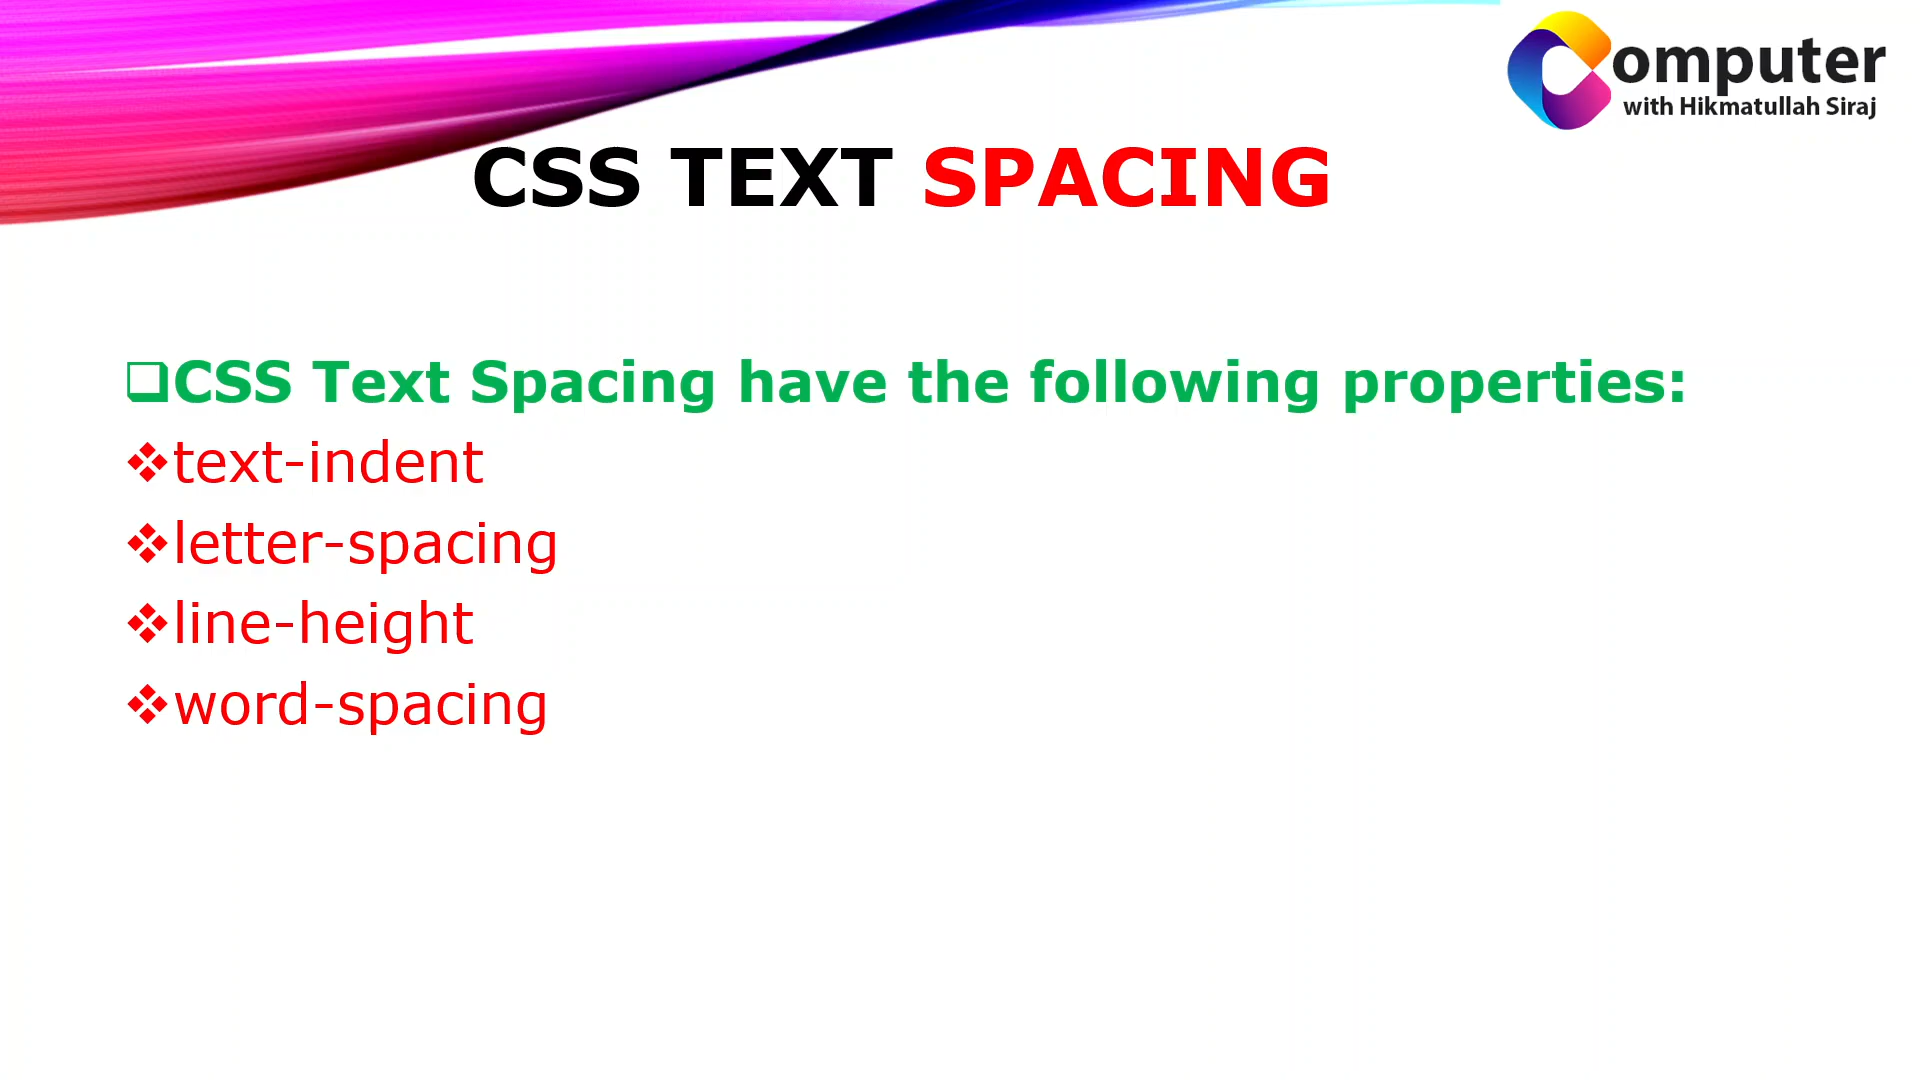 Computer
with Hikmatullah Siraj
CSS TEXT SPACING
❑CSS Text Spacing have the following properties:
❖text-indent
❖letter-spacing
❖line-height
❖word-spacing